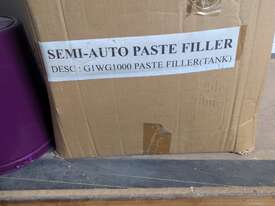 SEMI-AUTO PASTE FILLER
DESC : G1WG1000 PASTE FILLER(TANK)